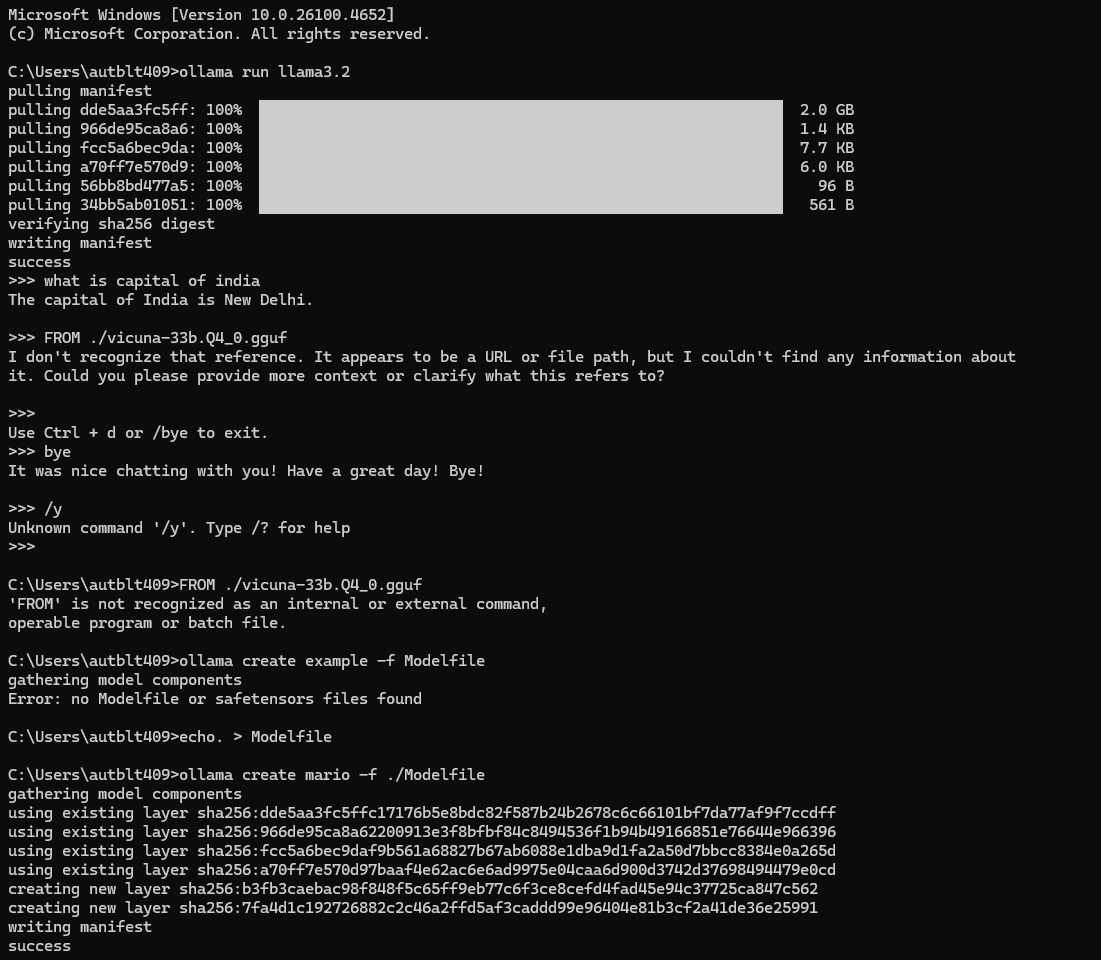 Microsoft Windows [Version 10.0.26100.4652]
(c) Microsoft Corporation. All rights reserved.
C:\Users\autblt409>ollama run llama3.2
pulling manifest
pulling dde5aa3fc5ff: 100% 2.0 GB
pulling 966de95ca8a6: 100% 1.4 KB
pulling fcc5a6bec9da: 100% 7.7 KB
pulling a70ff7e570d9: 100% 6.0 KB
pulling 56bb8bd477a5: 100% 96 B
pulling 34bb5ab01051: 100% 561 B
verifying sha256 digest
writing manifest
success
>>> what is capital of india
The capital of India is New Delhi.
>>> FROM ./vicuna-33b.Q4_0.gguf
I don't recognize that reference. It appears to be a URL or file path, but I couldn't find any information about
it. Could you please provide more context or clarify what this refers to?
>>>
Use Ctrl + d or /bye to exit.
>>> bye
It was nice chatting with you! Have a great day! Bye!
>>> /y
Unknown command '/y'. Type /? for help
>>>
C:\Users\autblt409>FROM ./vicuna-33b.Q4_0.gguf
'FROM' is not recognized as an internal or external command,
operable program or batch file.
C:\Users\autblt409>ollama create example -f Modelfile
gathering model components
Error: no Modelfile or safetensors files found
C:\Users\autblt409>echo. > Modelfile
C:\Users\autblt409>ollama create mario -f ./Modelfile
gathering model components
using existing layer sha256:dde5aa3fc5ffc17176b5e8bdc82f587b24b2678c6c66101bf7da77af9f7ccdff
using existing layer sha256:966de95ca8a62200913e3f8bfbf84c8494536f1b94b49166851e76644e966396
using existing layer sha256:fcc5a6bec9daf9b561a68827b67ab6088e1dba9d1fa2a50d7bbcc8384e0a265d
using existing layer sha256:a70ff7e570d97baaf4e62ac6e6ad9975e04caa6d900d3742d37698494479e0cd
creating new layer sha256:b3fb3caebac98f848f5c65ff9eb77c6f3ce8cefd4fad45e94c37725ca847c562
creating new layer sha256:7fa4d1c192726882c2c46a2ffd5af3caddd99e96404e81b3cf2a41de36e25991
writing manifest
success